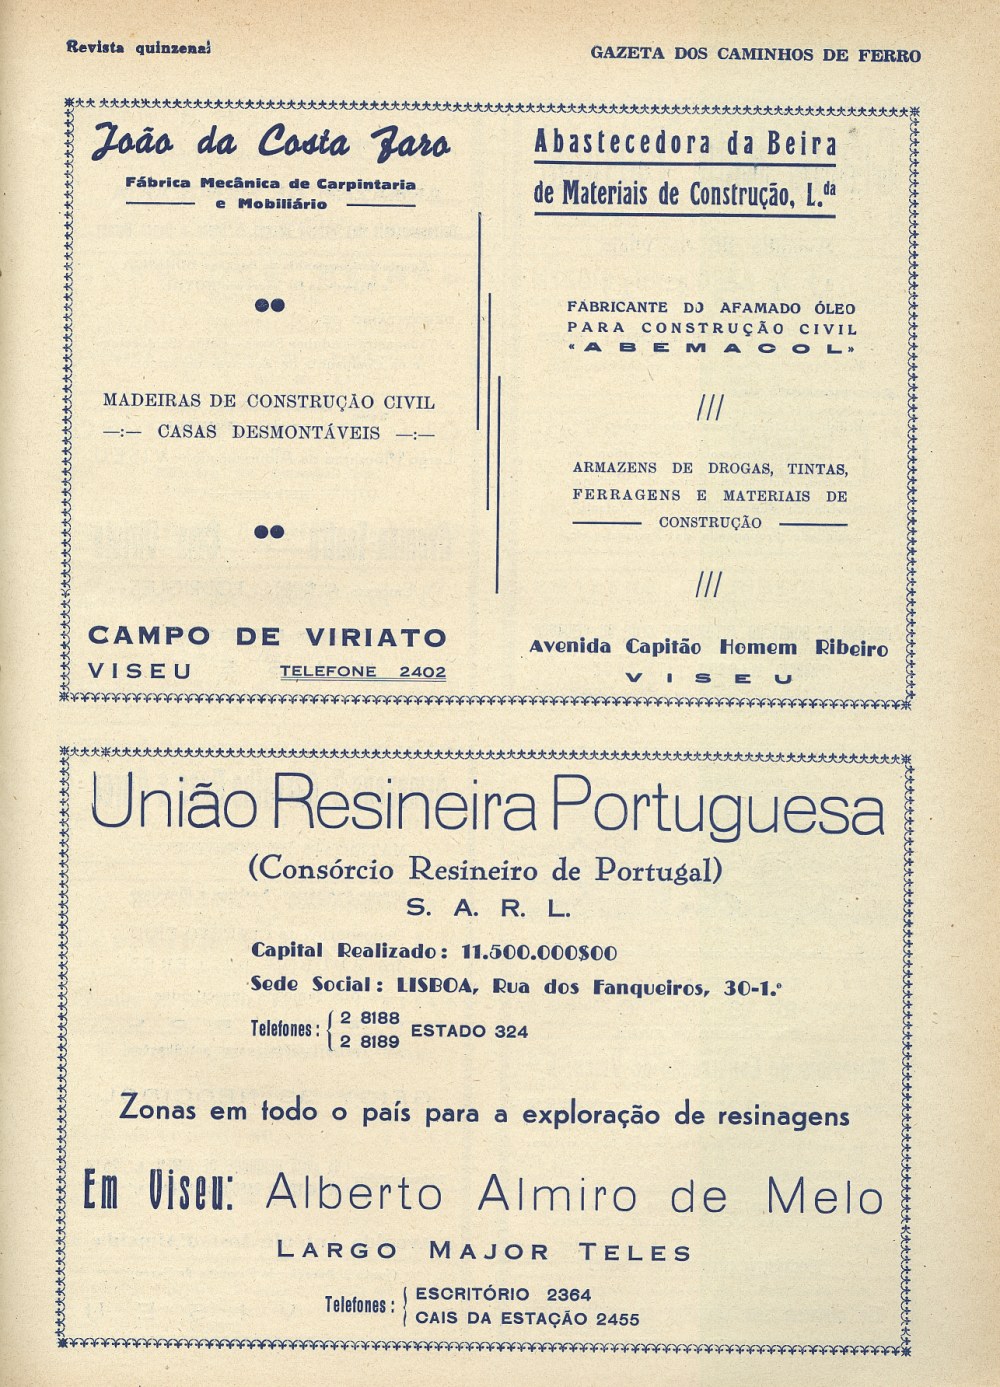 Revista quinzenal
GAZETA DOS CAMINHOS DE FERRO
João da Costa Faro
Fábrica Mecânica de Carpintaria
e Mobiliário
MADEIRAS DE CONSTRUÇÃO CIVIL
—:— CASAS DESMONTÁVEIS —:—
CAMPO DE VIRIATO
VISEU TELEFONE 2402
Abastecedora da Beira
de Materiais de Construção, L.da
FABRICANTE DO AFAMADO ÓLEO
PARA CONSTRUÇÃO CIVIL
«ABEMACOL»
///
ARMAZENS DE DROGAS, TINTAS,
FERRAGENS E MATERIAIS DE
CONSTRUÇÃO
///
Avenida Capitão Homem Ribeiro
VISEU
União Resineira Portuguesa
(Consórcio Resineiro de Portugal)
S. A. R. L.
Capital Realizado: 11.500.000$00
Sede Social: LISBOA, Rua dos Fanqueiros, 30-1.º
Telefones: { 2 8188
2 8189 ESTADO 324
Zonas em todo o país para a exploração de resinagens
Em Viseu: Alberto Almiro de Melo
LARGO MAJOR TELES
Telefones: { ESCRITÓRIO 2364
CAIS DA ESTAÇÃO 2455